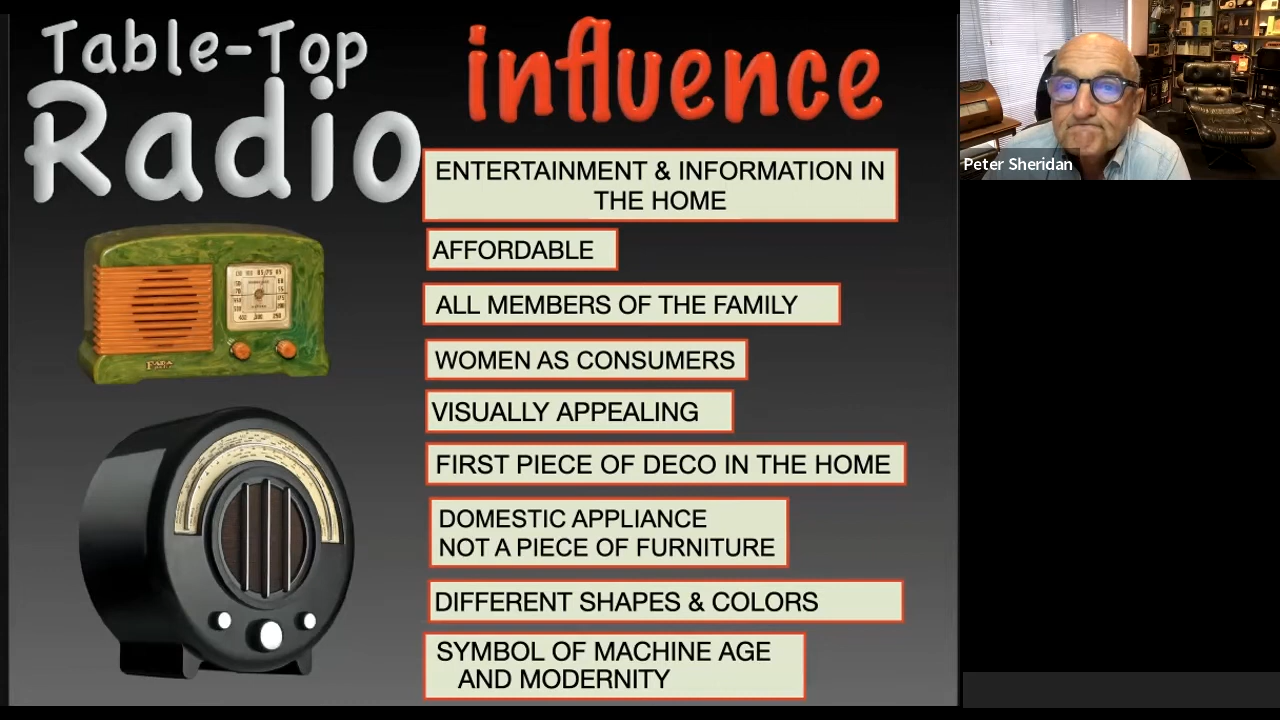 Table-Top
Radio
influence
ENTERTAINMENT & INFORMATION IN
THE HOME
AFFORDABLE
ALL MEMBERS OF THE FAMILY
WOMEN AS CONSUMERS
VISUALLY APPEALING
FIRST PIECE OF DECO IN THE HOME
DOMESTIC APPLIANCE
NOT A PIECE OF FURNITURE
DIFFERENT SHAPES & COLORS
SYMBOL OF MACHINE AGE
AND MODERNITY
FADA
Peter Sheridan